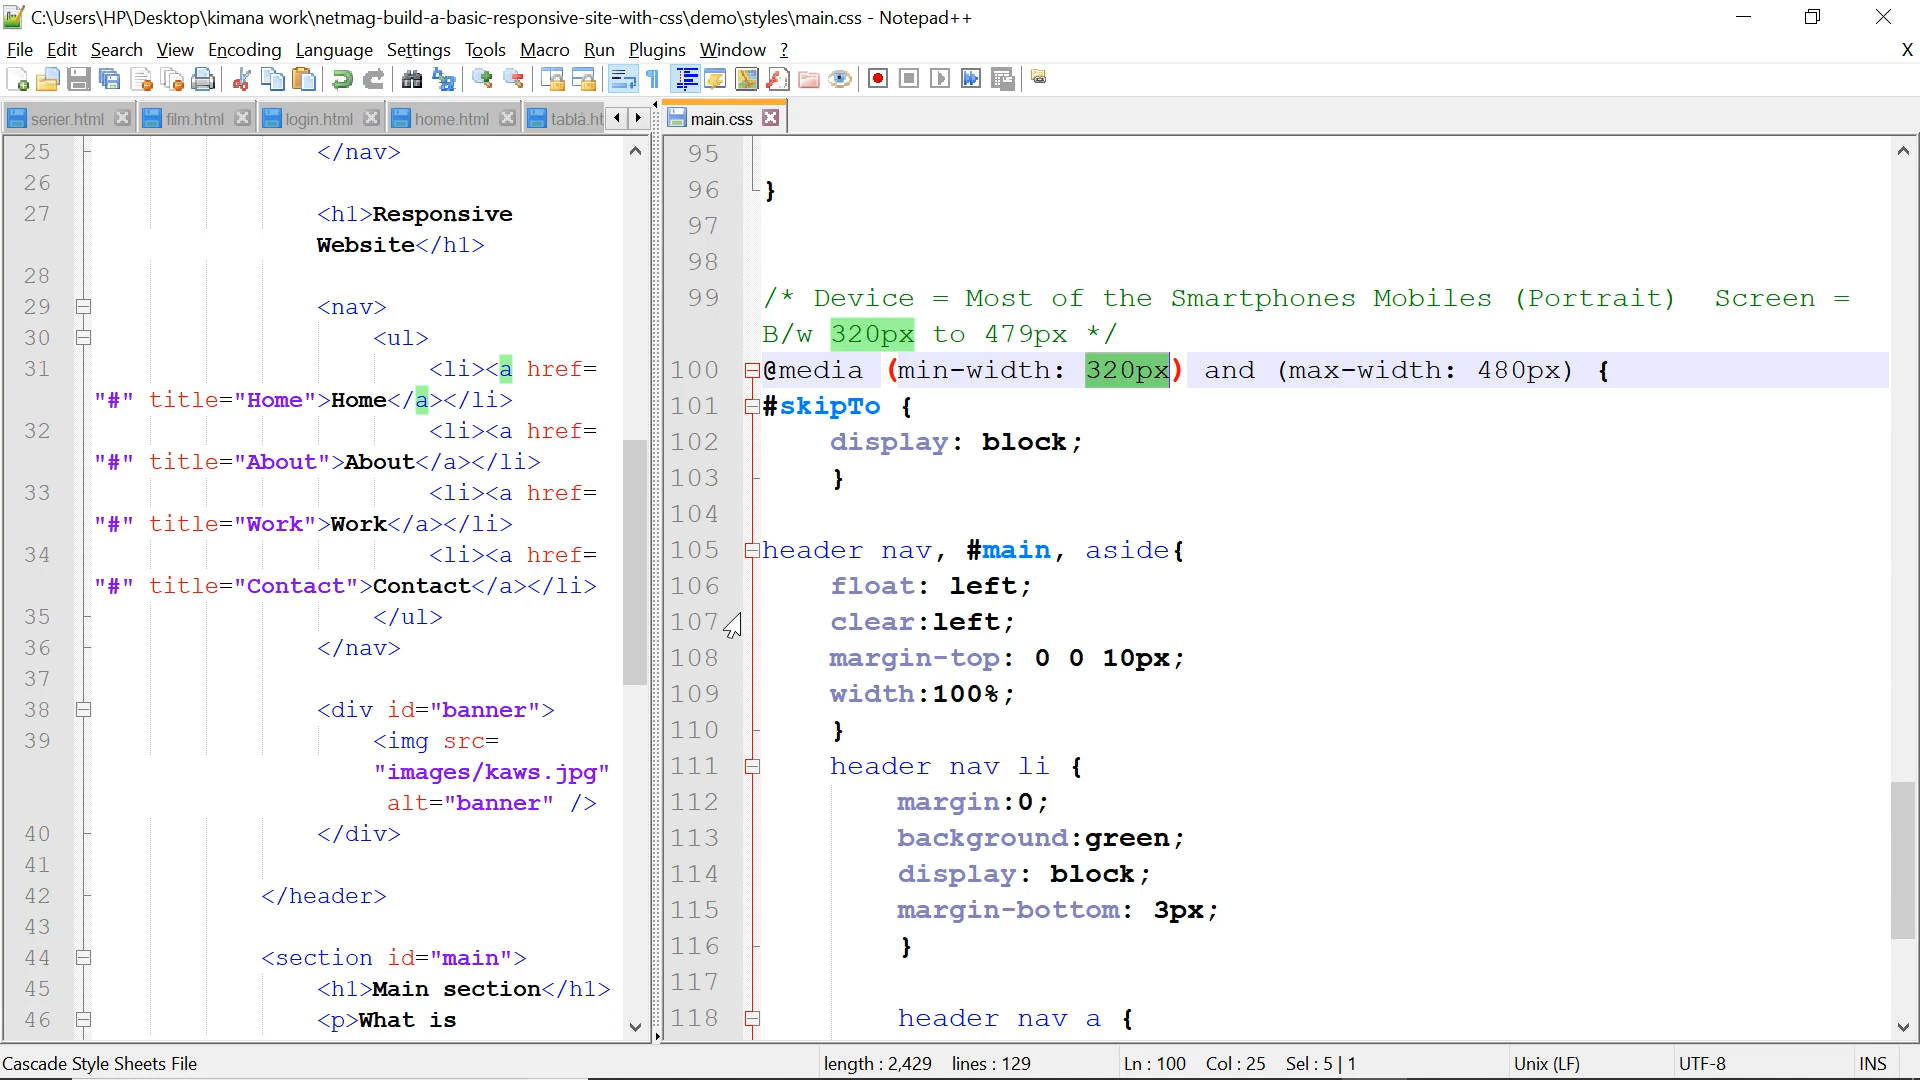 C:\Users\HP\Desktop\kimana work\netmag-build-a-basic-responsive-site-with-css\demo\styles\main.css - Notepad++
File Edit Search View Encoding Language Settings Tools Macro Run Plugins Window ?
X
serier.html film.html login.html home.html tablá.ht
main.css
25 </nav>
26
27 <h1>Responsive
Website</h1>
28
29 <nav>
30 <ul>
31 <li><a href=
"#" title="Home">Home</a></li>
32 <li><a href=
"#" title="About">About</a></li>
33 <li><a href=
"#" title="Work">Work</a></li>
34 <li><a href=
"#" title="Contact">Contact</a></li>
35 </ul>
36 </nav>
37
38 <div id="banner">
39 <img src=
"images/kaws.jpg"
alt="banner" />
40 </div>
41
42 </header>
43
44 <section id="main">
45 <h1>Main section</h1>
46 <p>What is
95
96 }
97
98
99 /* Device = Most of the Smartphones Mobiles (Portrait)  Screen =
B/w 320px to 479px */
100 @media (min-width: 320px) and (max-width: 480px) {
101 #skipTo {
102 display: block;
103 }
104
105 header nav, #main, aside{
106 float: left;
107 clear:left;
108 margin-top: 0 0 10px;
109 width:100%;
110 }
111 header nav li {
112 margin:0;
113 background:green;
114 display: block;
115 margin-bottom: 3px;
116 }
117
118 header nav a {
Cascade Style Sheets File
length : 2,429 lines : 129
Ln : 100 Col : 25 Sel : 5 | 1
Unix (LF)
UTF-8
INS